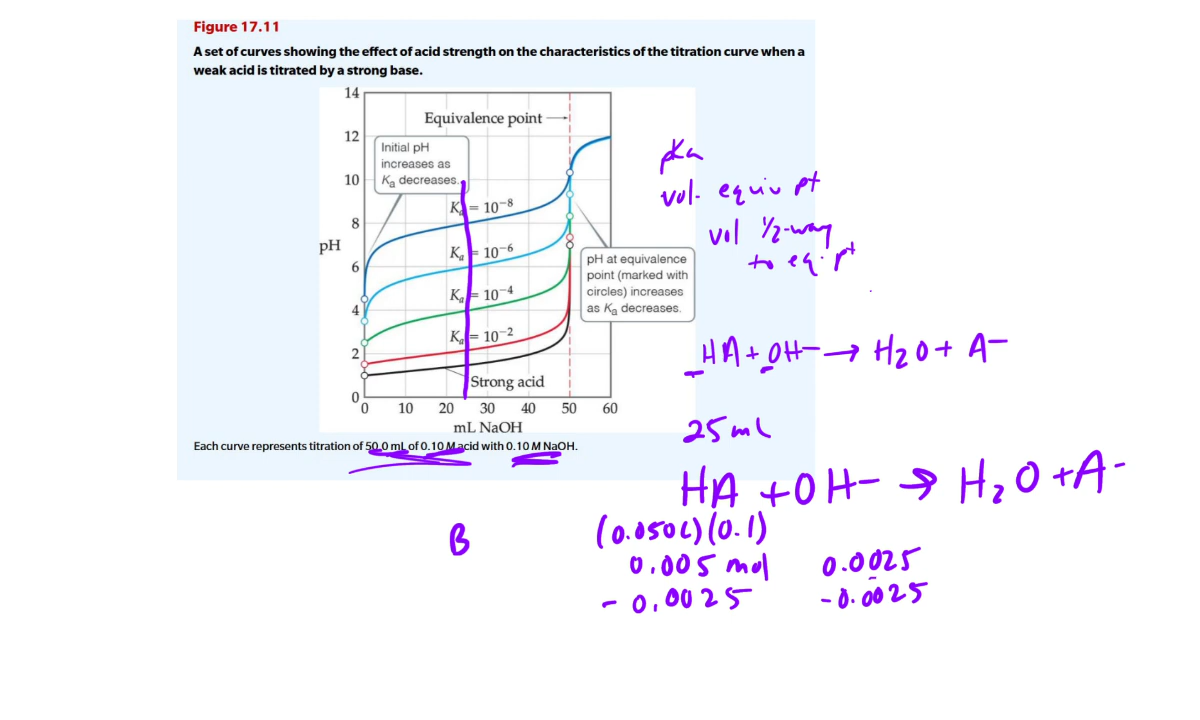 Figure 17.11
A set of curves showing the effect of acid strength on the characteristics of the titration curve when a
weak acid is titrated by a strong base.
14
12
10
8
6
4
2
0
pH
Equivalence point
Initial pH
increases as
Kₐ decreases.
Kₐ = 10⁻⁸
Kₐ = 10⁻⁶
Kₐ = 10⁻⁴
Kₐ = 10⁻²
Strong acid
pH at equivalence
point (marked with
circles) increases
as Kₐ decreases.
0 10 20 30 40 50 60
mL NaOH
Each curve represents titration of 50.0 mL of 0.10 M acid with 0.10 M NaOH.
pKa
vol. equiv pt
vol ½-way
to eq. pt
HA + OH⁻ → H₂O + A⁻
25 mL
HA + OH⁻ → H₂O + A⁻
(0.050L)(0.1)
0.005 mol 0.0025
- 0.0025 - 0.0025
B